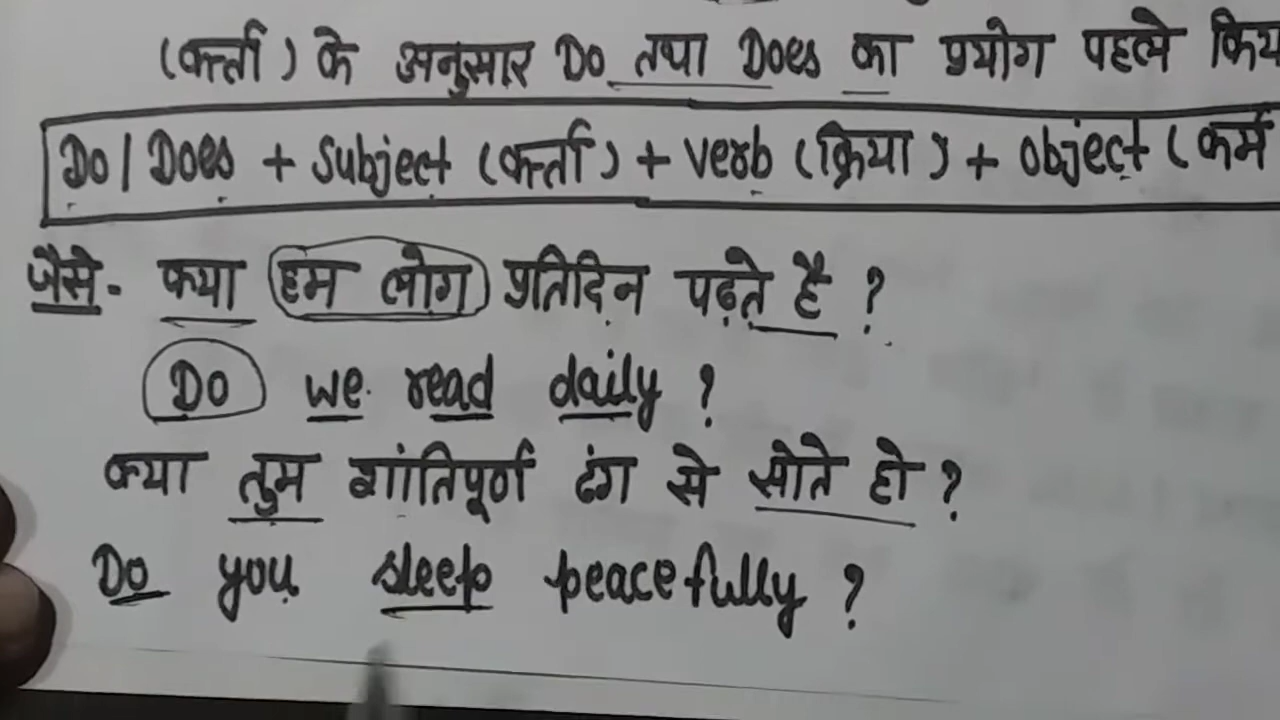 (कर्त्ता) के अनुसार Do तथा Does का प्रयोग पहले किय
Do / Does + Subject (कर्त्ता) + Verb (क्रिया) + Object (कर्म
जैसे- क्या हम लोग प्रतिदिन पढ़ते है ?
Do we read daily ?
क्या तुम शांतिपूर्ण ढंग से सोते हो ?
Do you sleep peacefully ?